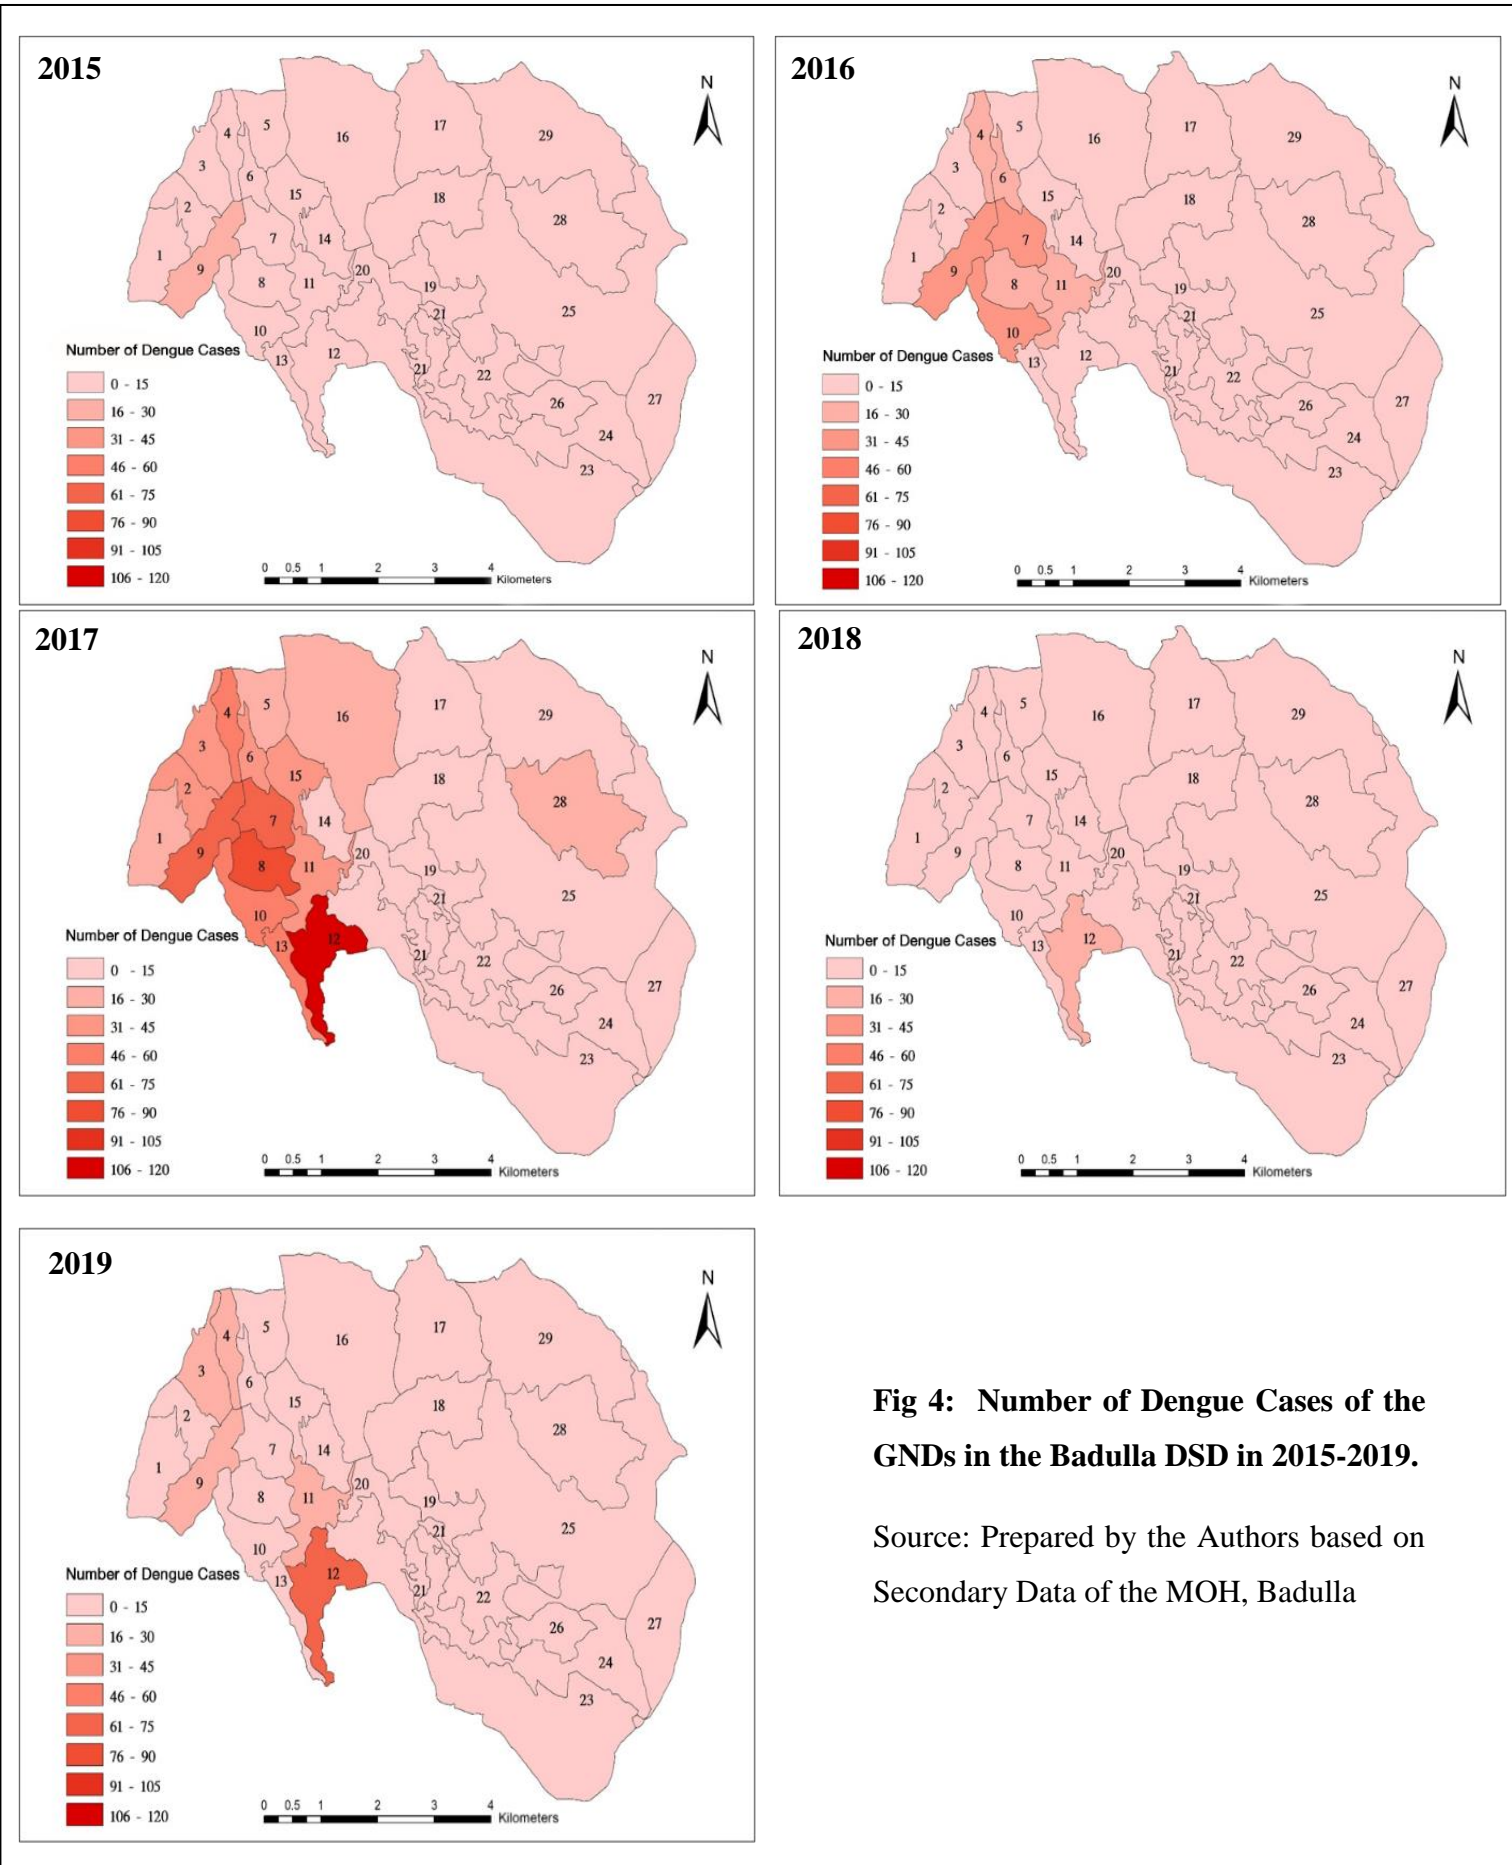 2015
N
4
5
16
17
29
3
6
15
18
2
28
7
14
1
9
20
8
11
19
25
21
10
12
13
21
22
27
26
24
23
Number of Dengue Cases
0 - 15
16 - 30
31 - 45
46 - 60
61 - 75
76 - 90
91 - 105
106 - 120
0 0.5 1 2 3 4
Kilometers
2016
N
4
5
16
17
29
3
6
15
18
2
28
7
14
1
9
20
8
11
19
25
21
10
12
13
21
22
27
26
24
23
Number of Dengue Cases
0 - 15
16 - 30
31 - 45
46 - 60
61 - 75
76 - 90
91 - 105
106 - 120
0 0.5 1 2 3 4
Kilometers
2017
N
4
5
16
17
29
3
6
15
18
2
28
7
14
1
9
20
8
11
19
25
21
10
12
13
21
22
27
26
24
23
Number of Dengue Cases
0 - 15
16 - 30
31 - 45
46 - 60
61 - 75
76 - 90
91 - 105
106 - 120
0 0.5 1 2 3 4
Kilometers
2018
N
4
5
16
17
29
3
6
15
18
2
28
7
14
1
9
20
8
11
19
25
21
10
12
13
21
22
27
26
24
23
Number of Dengue Cases
0 - 15
16 - 30
31 - 45
46 - 60
61 - 75
76 - 90
91 - 105
106 - 120
0 0.5 1 2 3 4
Kilometers
2019
N
4
5
16
17
29
3
6
15
18
2
28
7
14
1
9
20
8
11
19
25
21
10
12
13
21
22
27
26
24
23
Number of Dengue Cases
0 - 15
16 - 30
31 - 45
46 - 60
61 - 75
76 - 90
91 - 105
106 - 120
0 0.5 1 2 3 4
Kilometers
Fig 4: Number of Dengue Cases of the
GNDs in the Badulla DSD in 2015-2019.
Source: Prepared by the Authors based on
Secondary Data of the MOH, Badulla